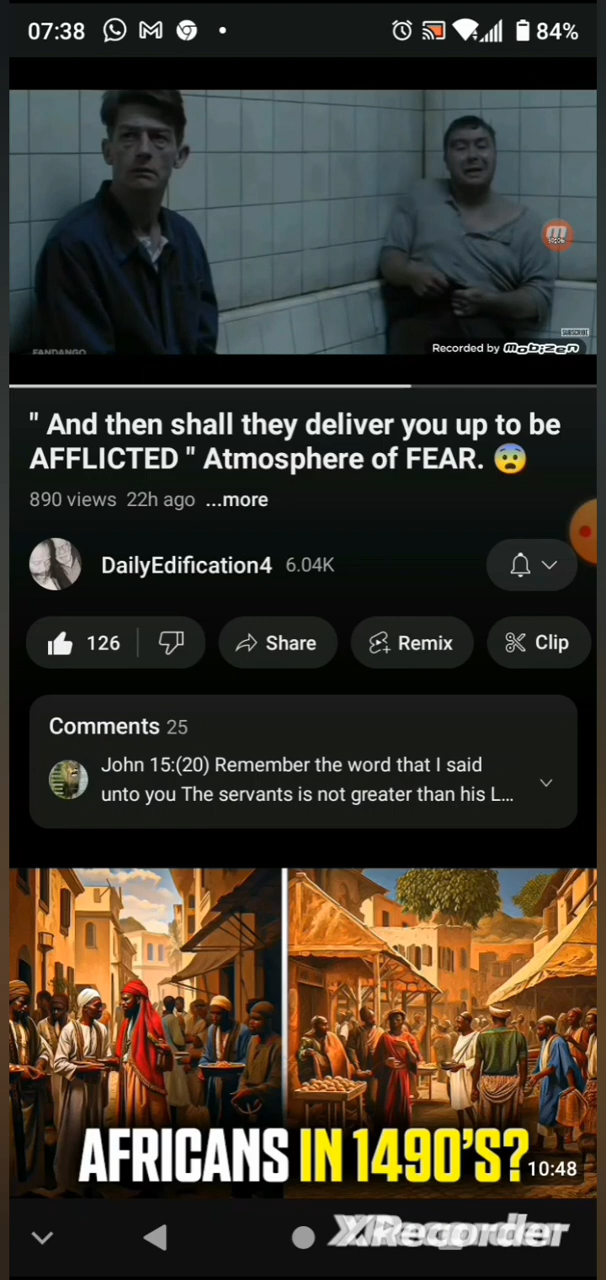 07:38
84%
FANDANGO
SUBSCRIBE
Recorded by mobizen
" And then shall they deliver you up to be
AFFLICTED " Atmosphere of FEAR. 😨
890 views 22h ago ...more
DailyEdification4 6.04K
126
Share
Remix
Clip
Comments 25
John 15:(20) Remember the word that I said
unto you The servants is not greater than his L...
AFRICANS IN 1490'S?
10:48
XRecorder